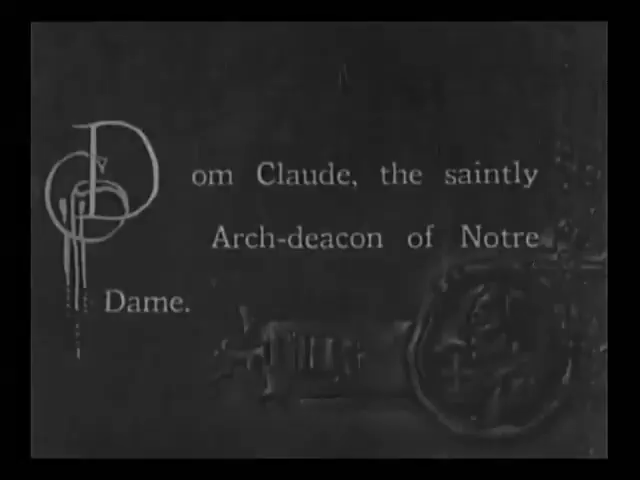 Dom Claude, the saintly
Arch-deacon of Notre
Dame.